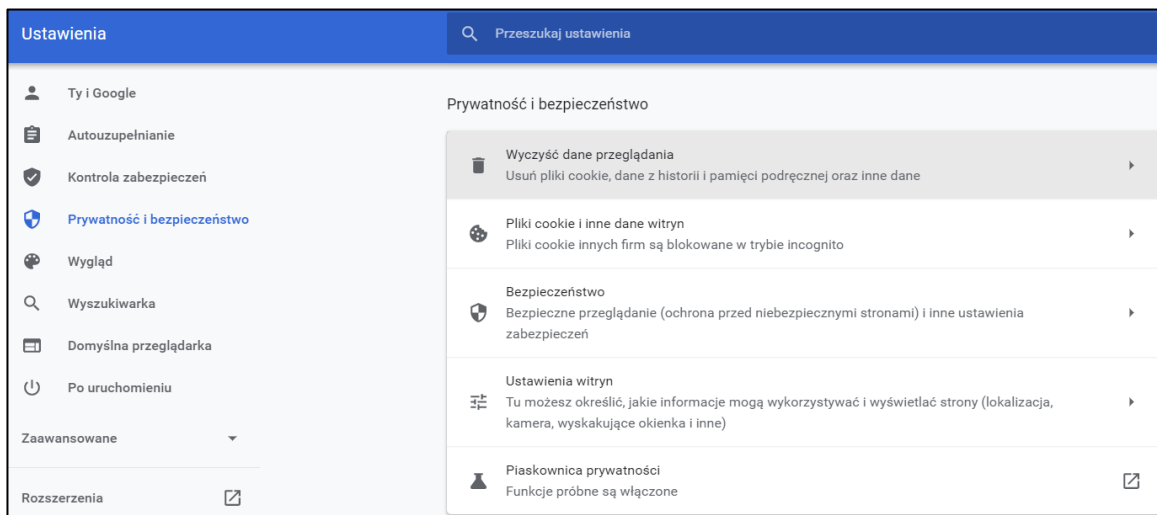 Ustawienia
Przeszukaj ustawienia
Ty i Google
Autouzupełnianie
Kontrola zabezpieczeń
Prywatność i bezpieczeństwo
Wygląd
Wyszukiwarka
Domyślna przeglądarka
Po uruchomieniu
Zaawansowane
Rozszerzenia
Prywatność i bezpieczeństwo
Wyczyść dane przeglądania
Usuń pliki cookie, dane z historii i pamięci podręcznej oraz inne dane
Pliki cookie i inne dane witryn
Pliki cookie innych firm są blokowane w trybie incognito
Bezpieczeństwo
Bezpieczne przeglądanie (ochrona przed niebezpiecznymi stronami) i inne ustawienia
zabezpieczeń
Ustawienia witryn
Tu możesz określić, jakie informacje mogą wykorzystywać i wyświetlać strony (lokalizacja,
kamera, wyskakujące okienka i inne)
Piaskownica prywatności
Funkcje próbne są włączone